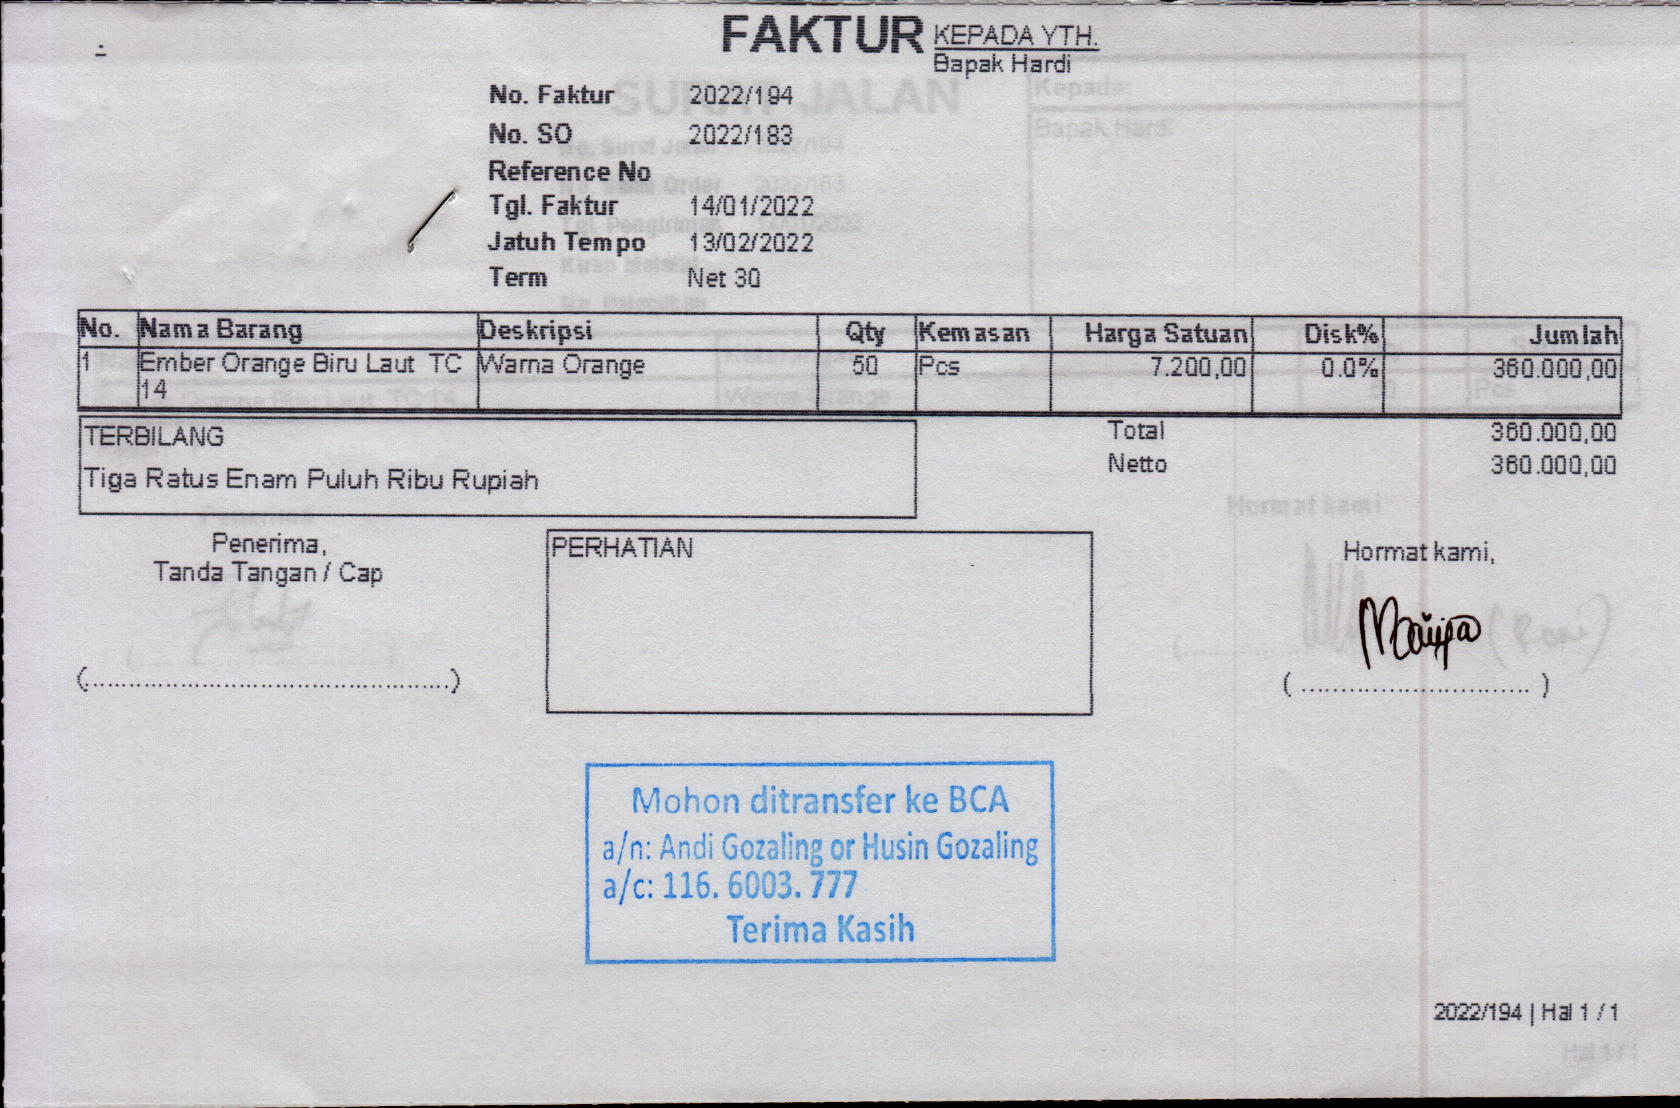 FAKTUR
KEPADA YTH.
Bapak Hardi
No. Faktur 2022/194
No. SO 2022/183
Reference No
Tgl. Faktur 14/01/2022
Jatuh Tempo 13/02/2022
Term Net 30
No. Nama Barang Deskripsi Qty Kemasan Harga Satuan Disk% Jumlah
1 Ember Orange Biru Laut TC Warna Orange 50 Pcs 7.200,00 0.0% 360.000,00
14
TERBILANG
Tiga Ratus Enam Puluh Ribu Rupiah
Total 360.000,00
Netto 360.000,00
Penerima,
Tanda Tangan / Cap
(................................................)
PERHATIAN
Hormat kami,
(.............................. )
Mohon ditransfer ke BCA
a/n: Andi Gozaling or Husin Gozaling
a/c: 116. 6003. 777
Terima Kasih
2022/194 | Hal 1 / 1